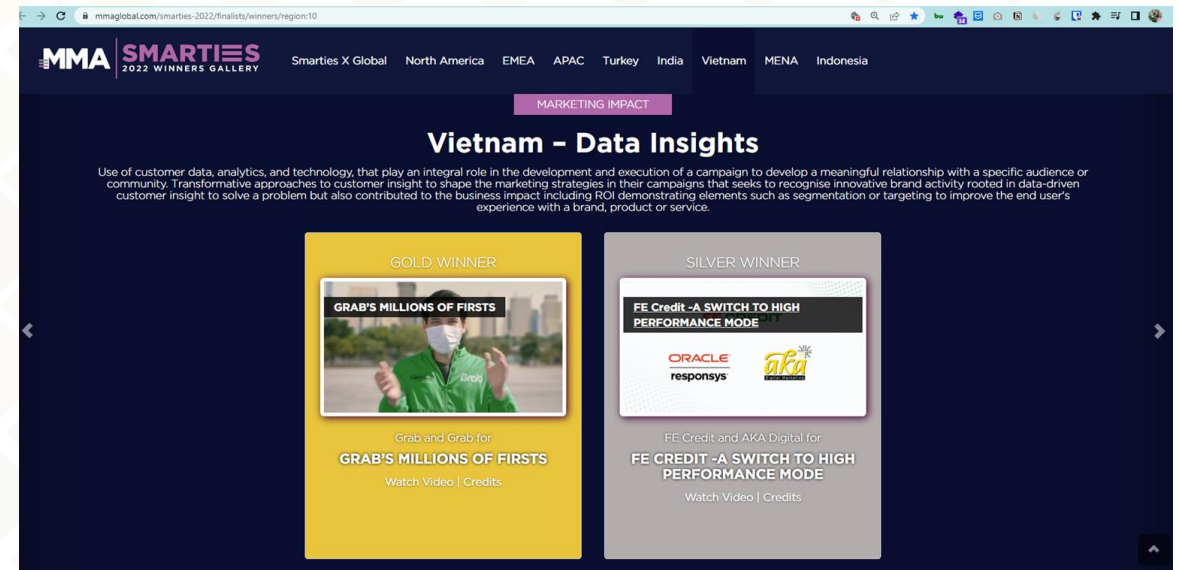 mmaglobal.com/smarties-2022/finalists/winners/region:10
MMA SMARTIES
2022 WINNERS GALLERY
Smarties X Global North America EMEA APAC Turkey India Vietnam MENA Indonesia
MARKETING IMPACT
Vietnam – Data Insights
Use of customer data, analytics, and technology, that play an integral role in the development and execution of a campaign to develop a meaningful relationship with a specific audience or
community. Transformative approaches to customer insight to shape the marketing strategies in their campaigns that seeks to recognise innovative brand activity rooted in data-driven
customer insight to solve a problem but also contributed to the business impact including ROI demonstrating elements such as segmentation or targeting to improve the end user's
experience with a brand, product or service.
GOLD WINNER
GRAB'S MILLIONS OF FIRSTS
Grab
Grab and Grab for
GRAB'S MILLIONS OF FIRSTS
Watch Video | Credits
SILVER WINNER
FE Credit -A SWITCH TO HIGH
PERFORMANCE MODE
ORACLE
responsys
aka
Digital Marketing
FE Credit and AKA Digital for
FE CREDIT -A SWITCH TO HIGH
PERFORMANCE MODE
Watch Video | Credits